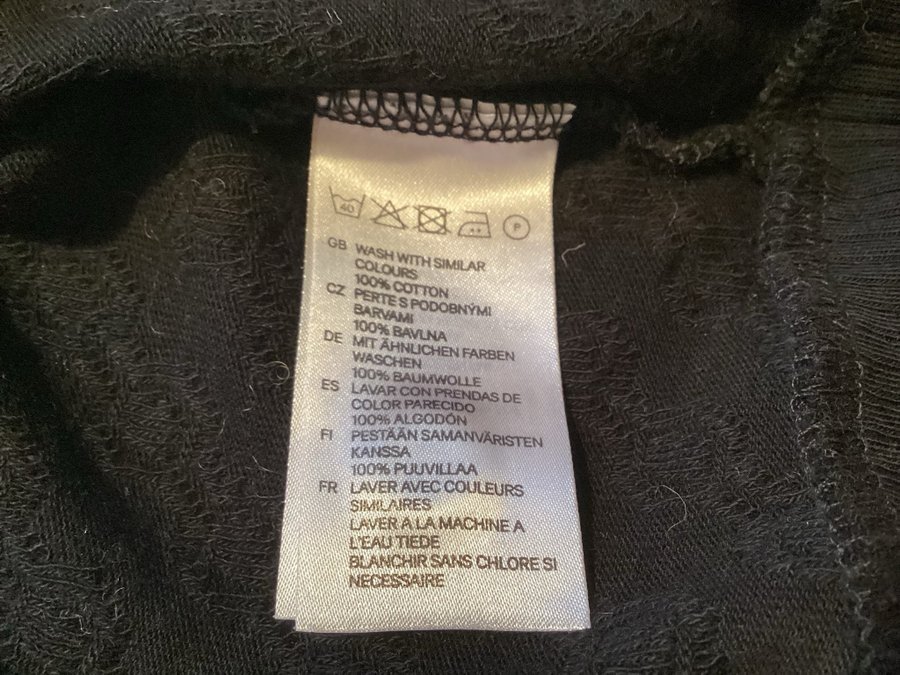 40 P
GB WASH WITH SIMILAR
COLOURS
100% COTTON
CZ PERTE S PODOBNÝMI
BARVAMI
100% BAVLNA
DE MIT ÄHNLICHEN FARBEN
WASCHEN
100% BAUMWOLLE
ES LAVAR CON PRENDAS DE
COLOR PARECIDO
100% ALGODÓN
FI PESTÄÄN SAMANVÄRISTEN
KANSSA
100% PUUVILLAA
FR LAVER AVEC COULEURS
SIMILAIRES
LAVER A LA MACHINE A
L'EAU TIEDE
BLANCHIR SANS CHLORE SI
NECESSAIRE